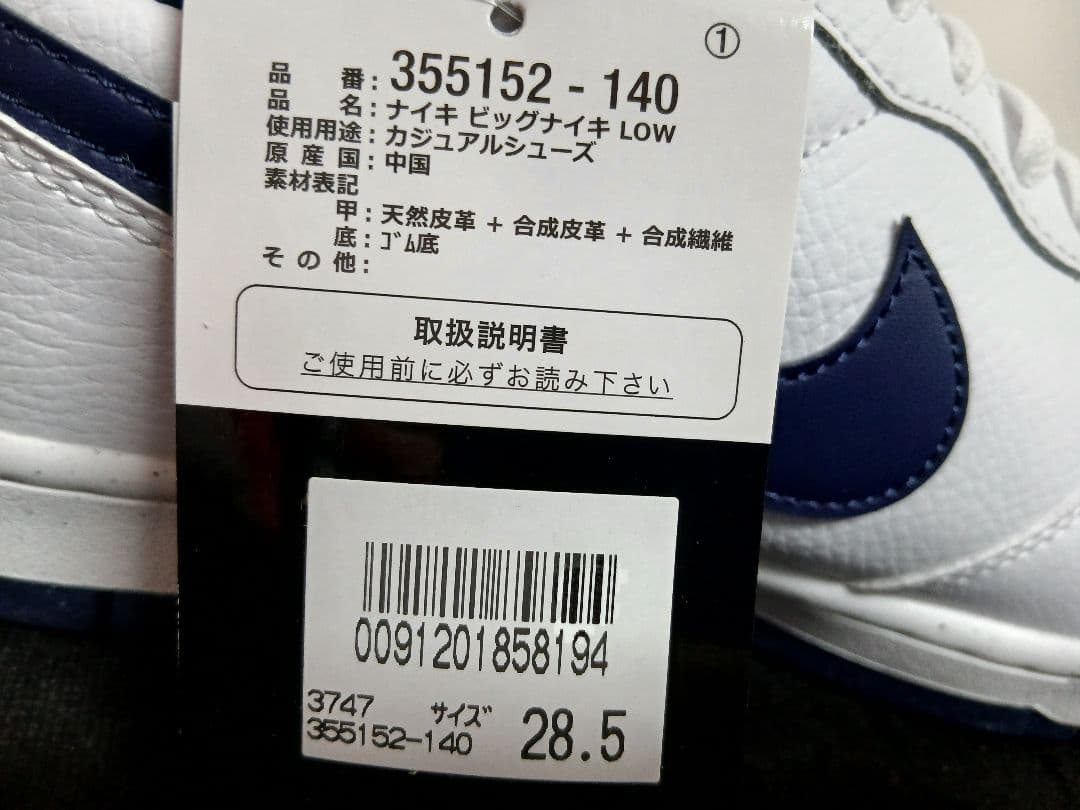 ①
品番:355152 - 140
品名:ナイキ ビッグナイキ LOW
使用用途:カジュアルシューズ
原産国:中国
素材表記
甲:天然皮革 + 合成皮革 + 合成繊維
底:ゴム底
その他:
取扱説明書
ご使用前に必ずお読み下さい
0091201858194
3747
サイズ 28.5
355152-140